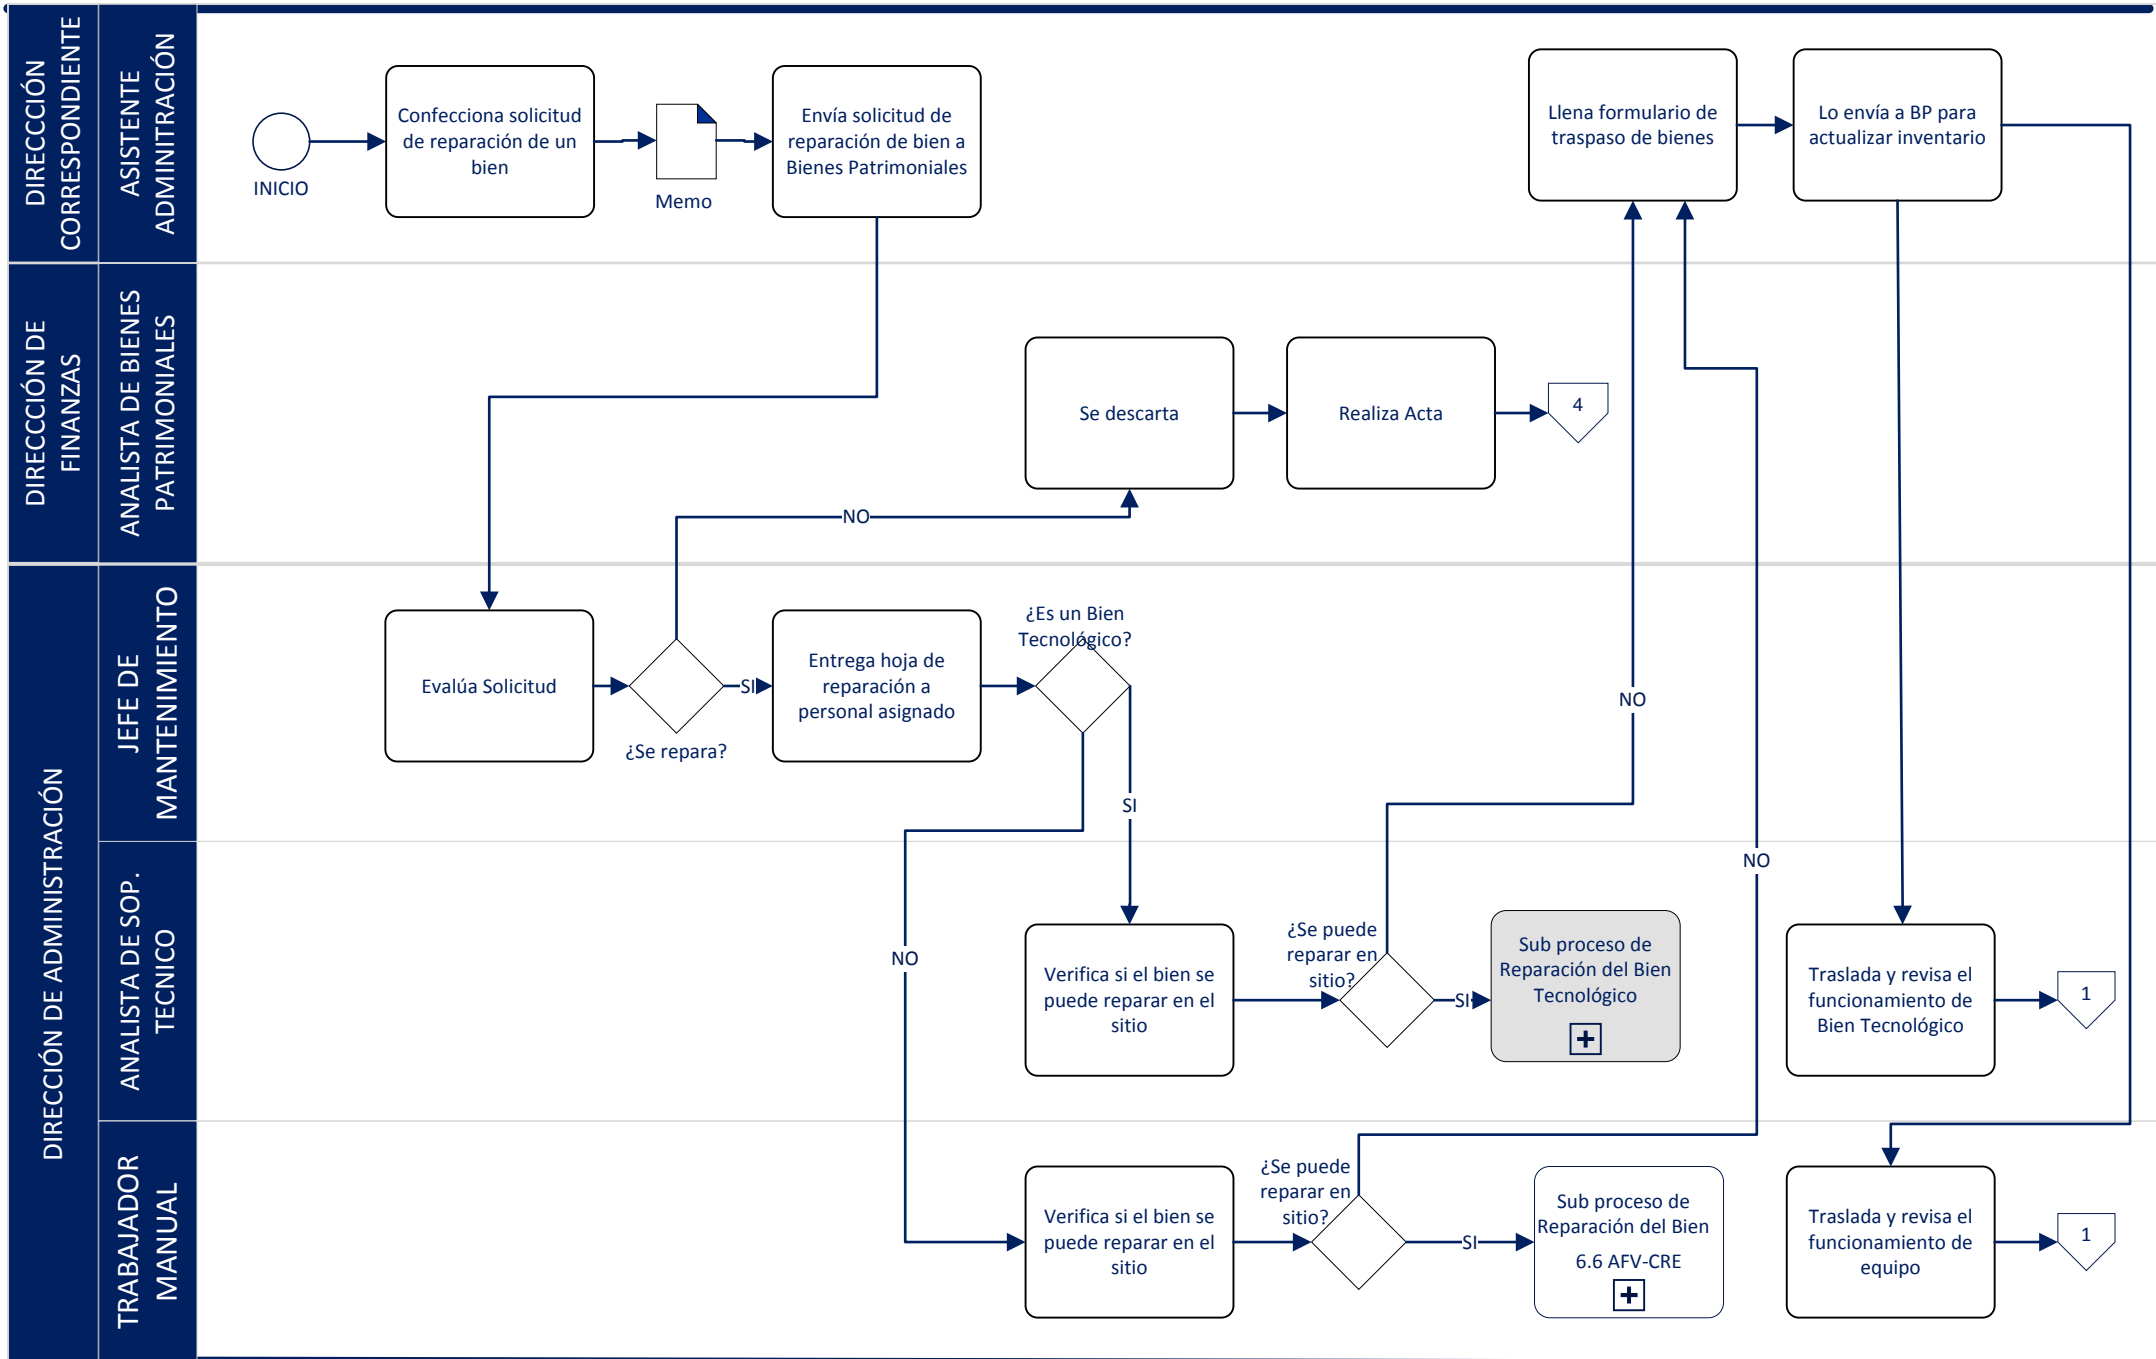 DIRECCCIÓN
CORRESPONDIENTE
ASISTENTE
ADMINITRACIÓN
INICIO
Confecciona solicitud
de reparación de un
bien
Memo
Envía solicitud de
reparación de bien a
Bienes Patrimoniales
Llena formulario de
traspaso de bienes
Lo envía a BP para
actualizar inventario
DIRECCCIÓN DE
FINANZAS
ANALISTA DE BIENES
PATRIMONIALES
Se descarta
Realiza Acta
4
NO
DIRECCIÓN DE ADMINISTRACIÓN
JEFE DE
MANTENIMIENTO
Evalúa Solicitud
¿Se repara?
SI
Entrega hoja de
reparación a
personal asignado
¿Es un Bien
Tecnológico?
SI
NO
NO
NO
ANALISTA DE SOP.
TECNICO
Verifica si el bien se
puede reparar en el
sitio
¿Se puede
reparar en
sitio?
SI
Sub proceso de
Reparación del Bien
Tecnológico
Traslada y revisa el
funcionamiento de
Bien Tecnológico
1
TRABAJADOR
MANUAL
Verifica si el bien se
puede reparar en el
sitio
¿Se puede
reparar en
sitio?
SI
Sub proceso de
Reparación del Bien
6.6 AFV-CRE
Traslada y revisa el
funcionamiento de
equipo
1